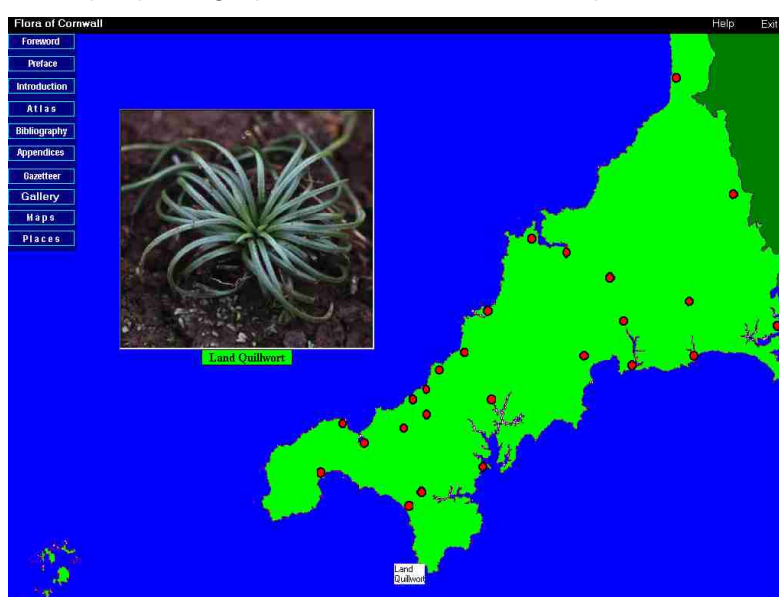 Flora of Cornwall
Help
Exit
Foreword
Preface
Introduction
Atlas
Bibliography
Appendices
Gazetteer
Gallery
Maps
Places
Land Quillwort
Land
Quillwort